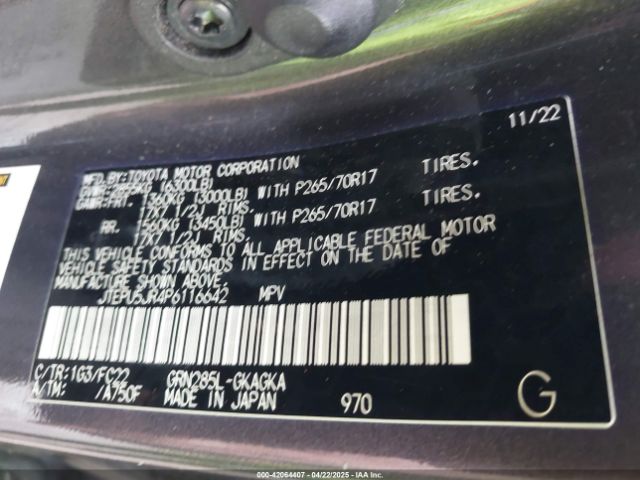 11/22
MFD.BY:TOYOTA MOTOR CORPORATION
GVWR:2855KG (6300LB)
GAWR:FRT. 1360KG (3000LB) WITH P265/70R17 TIRES.
17X7 1/2J RIMS.
RR. 1560KG (3450LB) WITH P265/70R17 TIRES.
17X7 1/2J RIMS.
THIS VEHICLE CONFORMS TO ALL APPLICABLE FEDERAL MOTOR
VEHICLE SAFETY STANDARDS IN EFFECT ON THE DATE OF
MANUFACTURE SHOWN ABOVE.
JTEPU5JR4P6116642 MPV
C/TR:1G3/FC22 GRN285L-GKAGKA
A/TM: /A750F MADE IN JAPAN 970 G
000-42064407 - 04/22/2025 - IAAI.COM